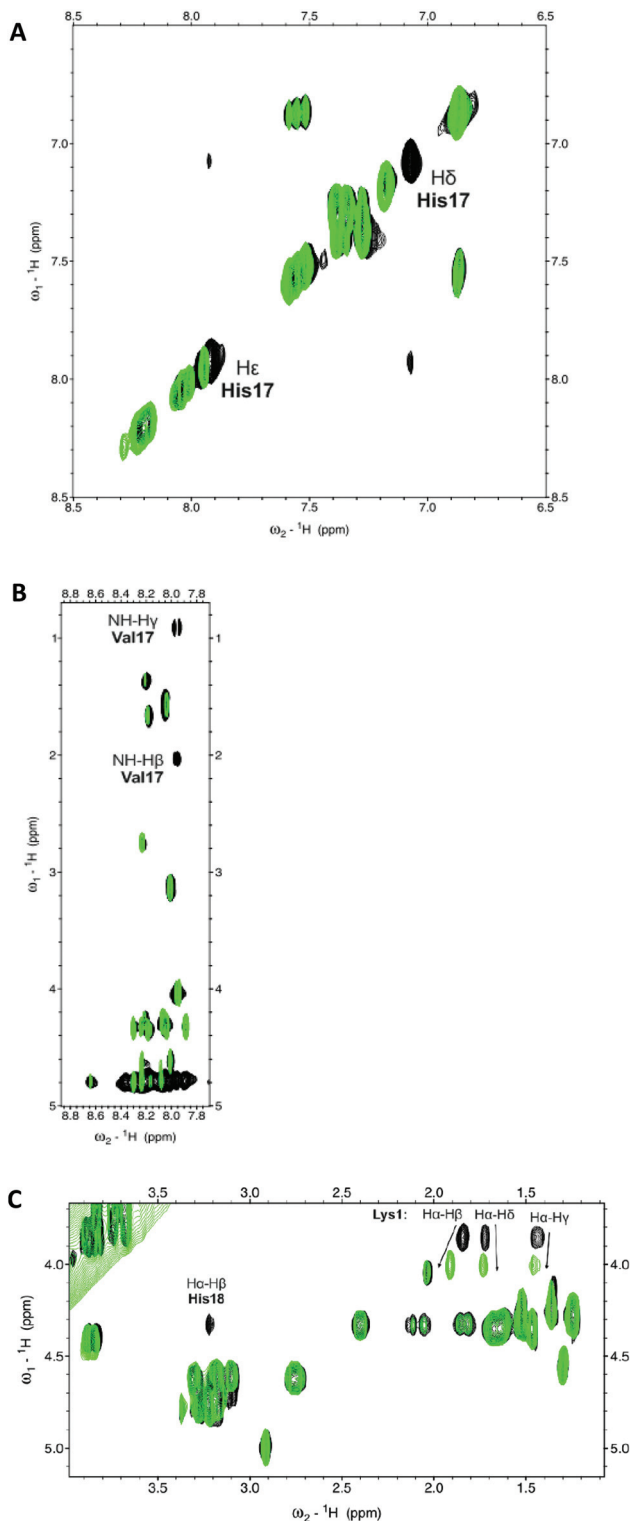 A
8.5 8.0 7.5 7.0 6.5
6.5
7.0 7.0
Hδ
His17
7.5 7.5
8.0 8.0
Hε
His17
8.5 8.5
8.5 8.0 7.5 7.0 6.5
ω1 - 1H (ppm)
ω2 - 1H (ppm)
B
8.8 8.6 8.4 8.2 8.0 7.8
NH-Hγ
Val17
1 1
2 2
NH-Hβ
Val17
3 3
4 4
5 5
8.8 8.6 8.4 8.2 8.0 7.8
ω1 - 1H (ppm)
ω2 - 1H (ppm)
C
3.5 3.0 2.5 2.0 1.5
Lys1: Hα-Hβ Hα-Hδ Hα-Hγ
4.0 4.0
Hα-Hβ
His18
4.5 4.5
5.0 5.0
3.5 3.0 2.5 2.0 1.5
ω1 - 1H (ppm)
ω2 - 1H (ppm)